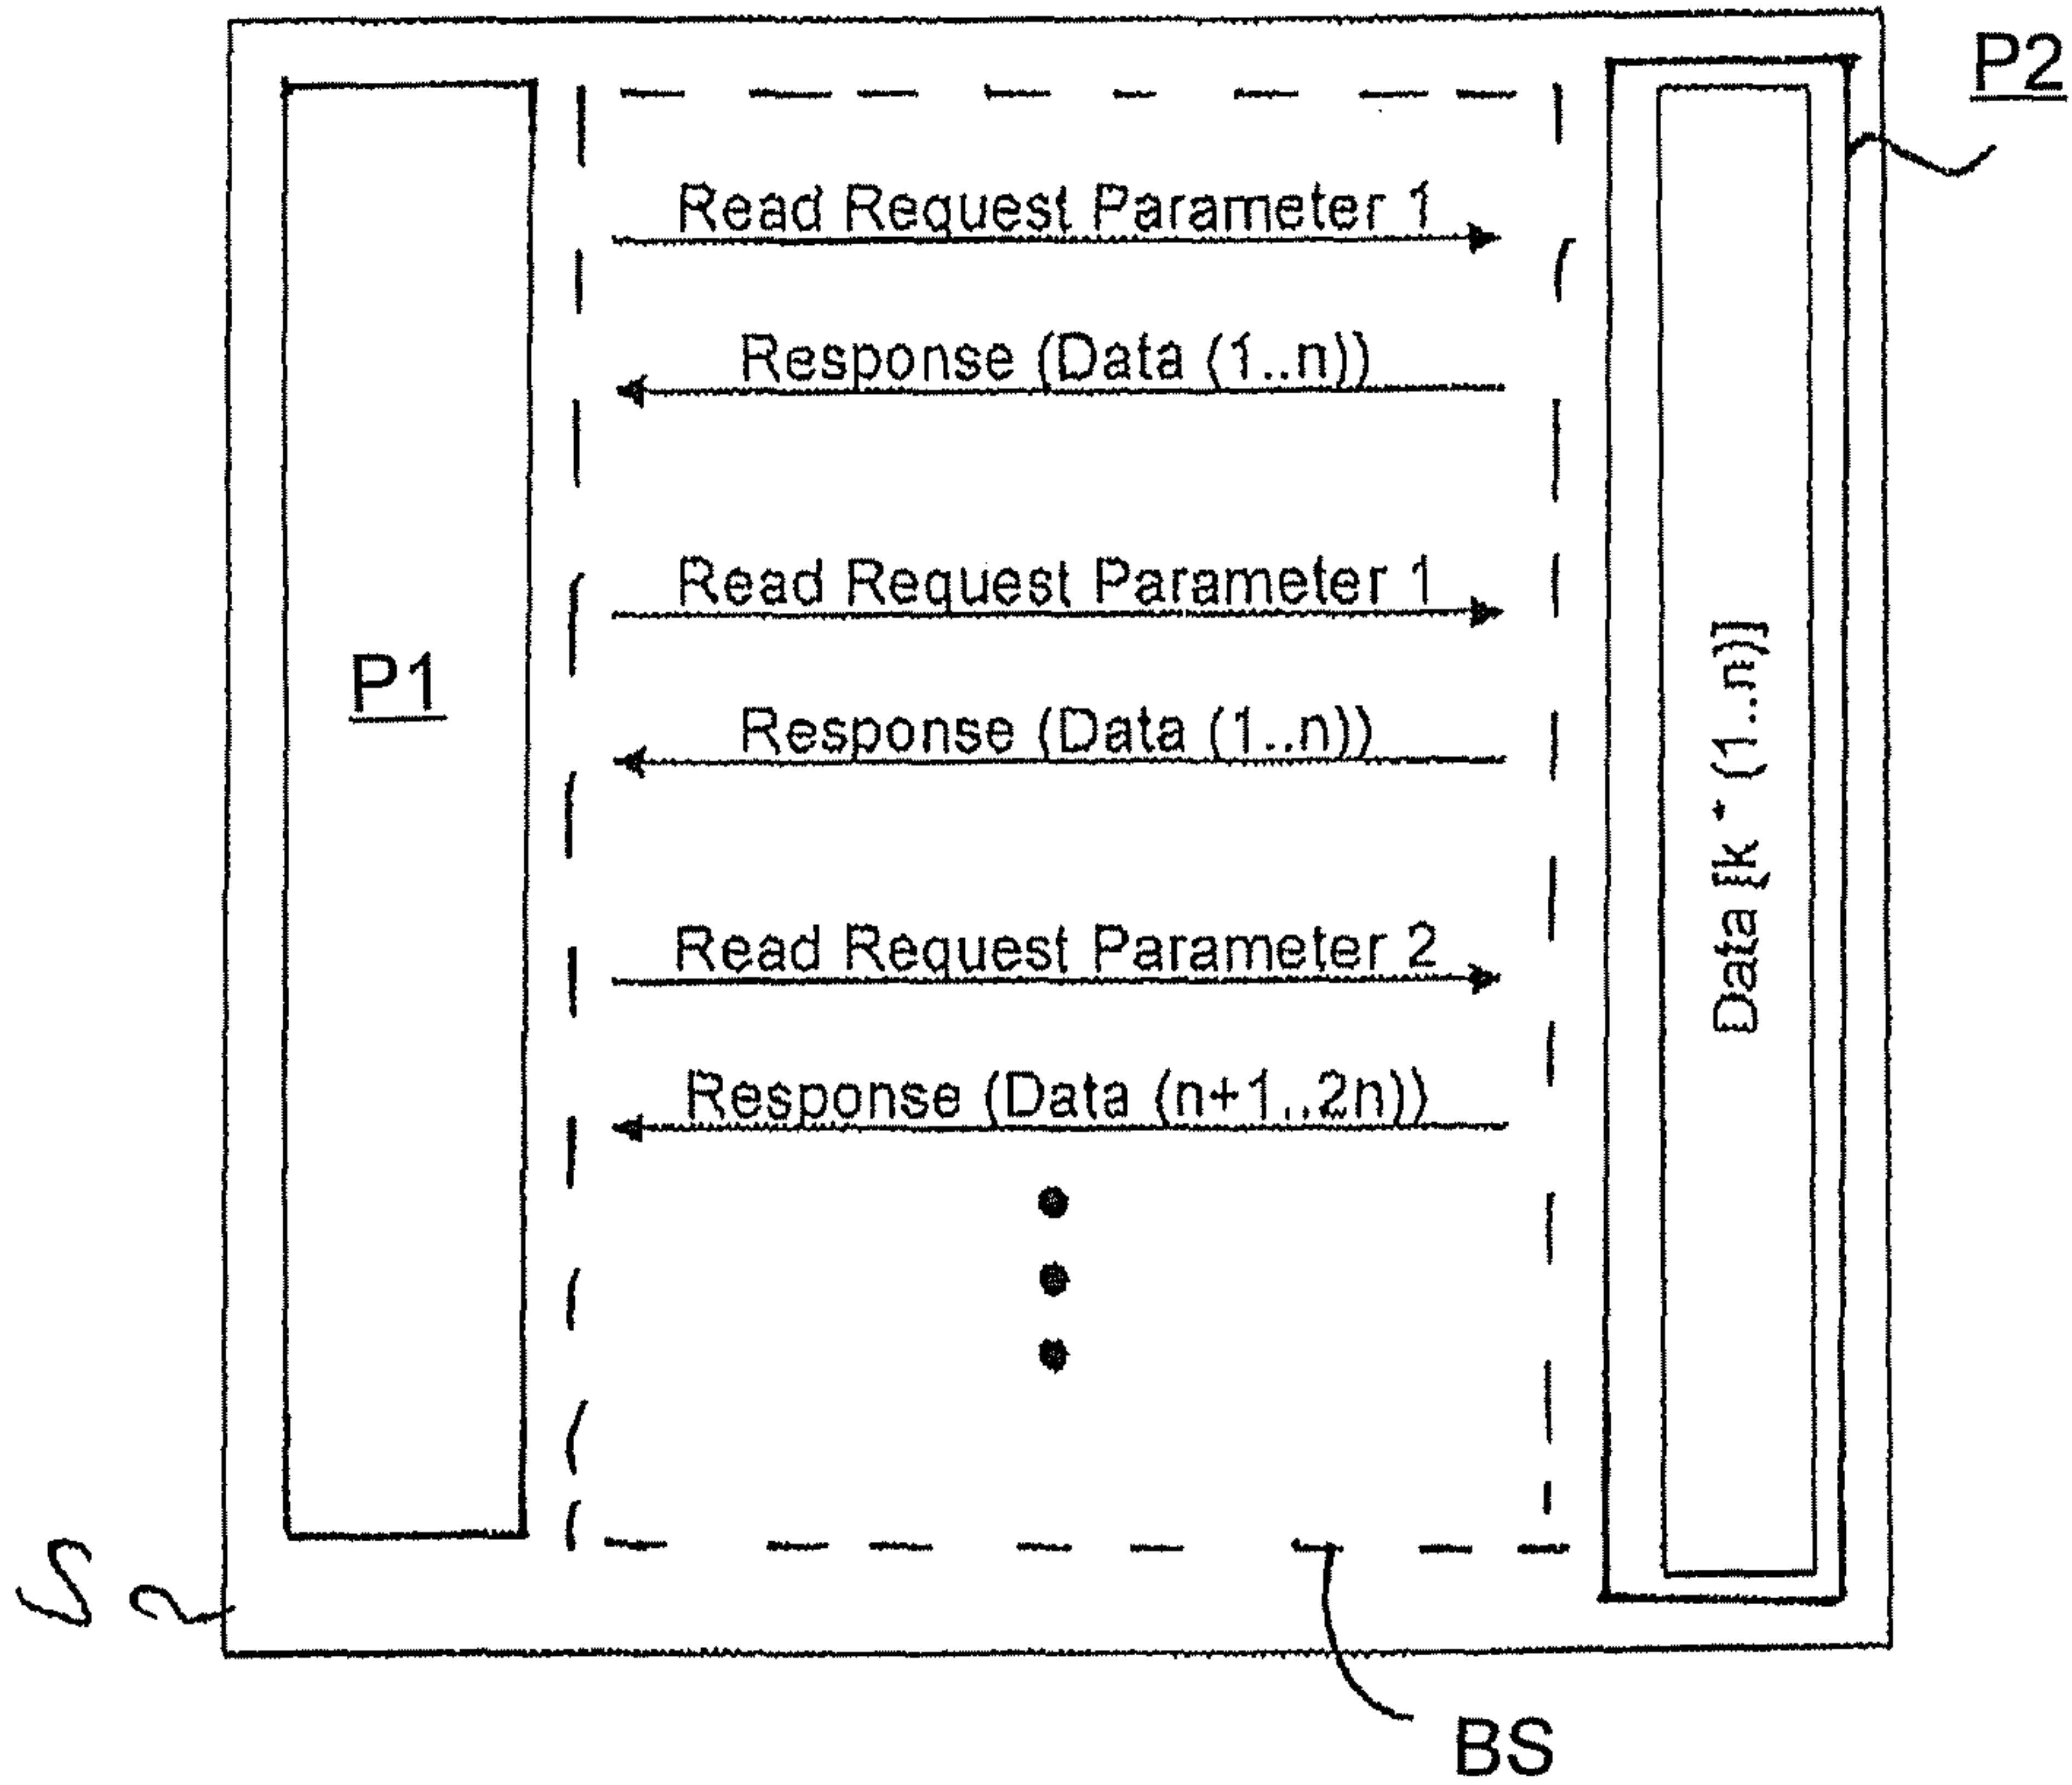 P2
Read Request Parameter 1
Response (Data (1..n))
Read Request Parameter 1
P1
Response (Data (1..n))
Data [k * (1..n)]
Read Request Parameter 2
Response (Data (n+1..2n))
S
BS